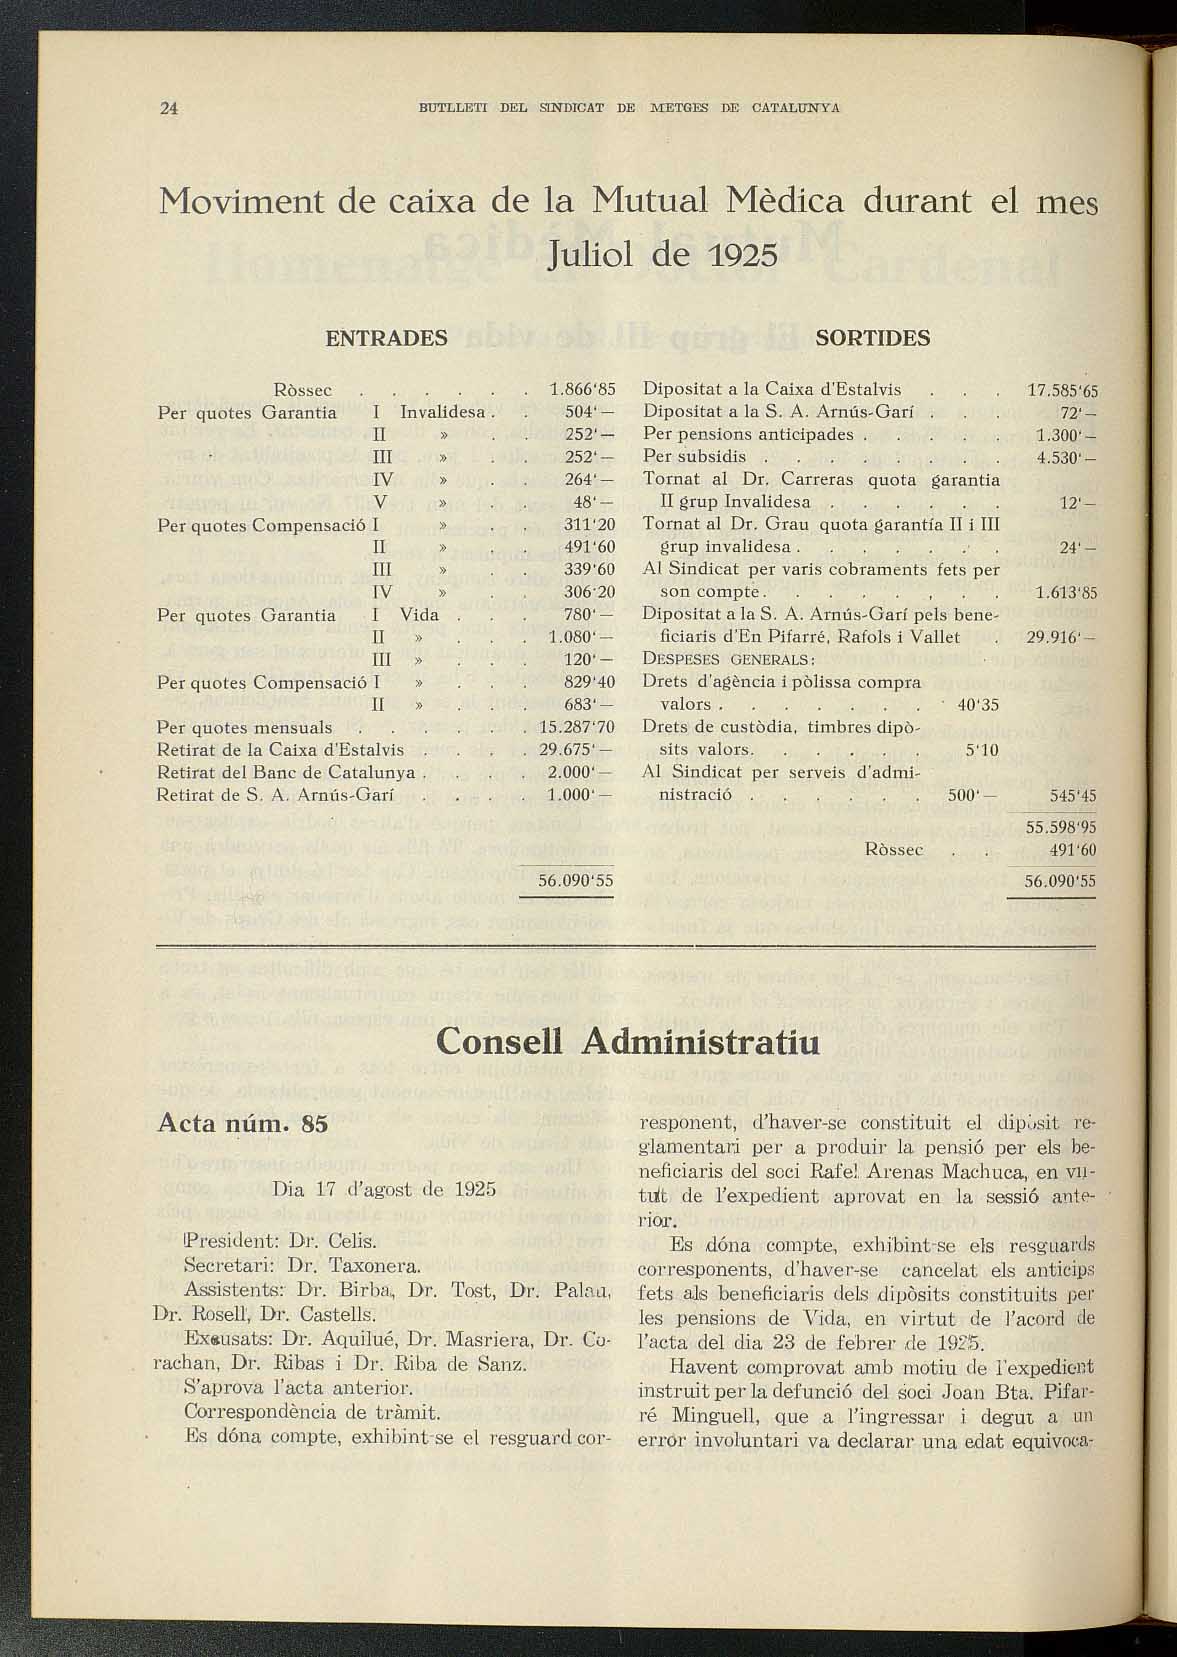 24
BUTLLETI DEL SINDICAT DE METGES DE CATALUNYA
Moviment de caixa de la Mutual Mèdica durant el mes
Juliol de 1925
ENTRADES
Ròssec . . . . . . 1.866'85
Per quotes Garantia I Invalidesa . . 504'—
II » . . 252'—
III » . . 252'—
IV » . . 264'—
V » . . 48'—
Per quotes Compensació I » . . 311'20
II » . . 491'60
III » . . 339'60
IV » . . 306'20
Per quotes Garantia I Vida . . . 780'—
II » . . . 1.080'—
III » . . . 120'—
Per quotes Compensació I » . . . 829'40
II » . . . 683'—
Per quotes mensuals . . . . . . 15.287'70
Retirat de la Caixa d'Estalvis . . . . 29.675'—
Retirat del Banc de Catalunya . . . . 2.000'—
Retirat de S. A. Arnús-Garí . . . . 1.000'—
56.090'55
SORTIDES
Dipositat a la Caixa d'Estalvis . . . 17.585'65
Dipositat a la S. A. Arnús-Garí . . . 72'—
Per pensions anticipades . . . . . 1.300'—
Per subsidis . . . . . . . . 4.530'—
Tornat al Dr. Carreras quota garantia
II grup Invalidesa . . . . . . 12'—
Tornat al Dr. Grau quota garantía II i III
grup invalidesa . . . . . . . 24'—
Al Sindicat per varis cobraments fets per
son compte . . . . . . . . 1.613'85
Dipositat a la S. A. Arnús-Garí pels bene-
ficiaris d'En Pifarré, Rafols i Vallet 29.916'—
DESPESES GENERALS:
Drets d'agència i pòlissa compra
valors . . . . . . . 40'35
Drets de custòdia, timbres dipò-
sits valors. . . . . . 5'10
Al Sindicat per serveis d'admi-
nistració . . . . . . 500'— 545'45
55.598'95
Ròssec . . 491'60
56.090'55
Consell Administratiu
Acta núm. 85
Dia 17 d'agost de 1925
President: Dr. Celis.
Secretari: Dr. Taxonera.
Assistents: Dr. Birba, Dr. Tost, Dr. Palau,
Dr. Rosell, Dr. Castells.
Excusats: Dr. Aquilué, Dr. Masriera, Dr. Co-
rachan, Dr. Ribas i Dr. Riba de Sanz.
S'aprova l'acta anterior.
Correspondència de tràmit.
Es dóna compte, exhibint-se el resguard cor-
responent, d'haver-se constituit el dipòsit re-
glamentari per a produir la pensió per els be-
neficiaris del soci Rafel Arenas Machuca, en vir-
tut de l'expedient aprovat en la sessió ante-
rior.
Es dóna compte, exhibint-se els resguards
corresponents, d'haver-se cancelat els anticips
fets als beneficiaris dels dipòsits constituits per
les pensions de Vida, en virtut de l'acord de
l'acta del dia 23 de febrer de 1925.
Havent comprovat amb motiu de l'expedient
instruit per la defunció del soci Joan Bta. Pifar-
ré Minguell, que a l'ingressar i degut a un
error involuntari va declarar una edat equivoca-